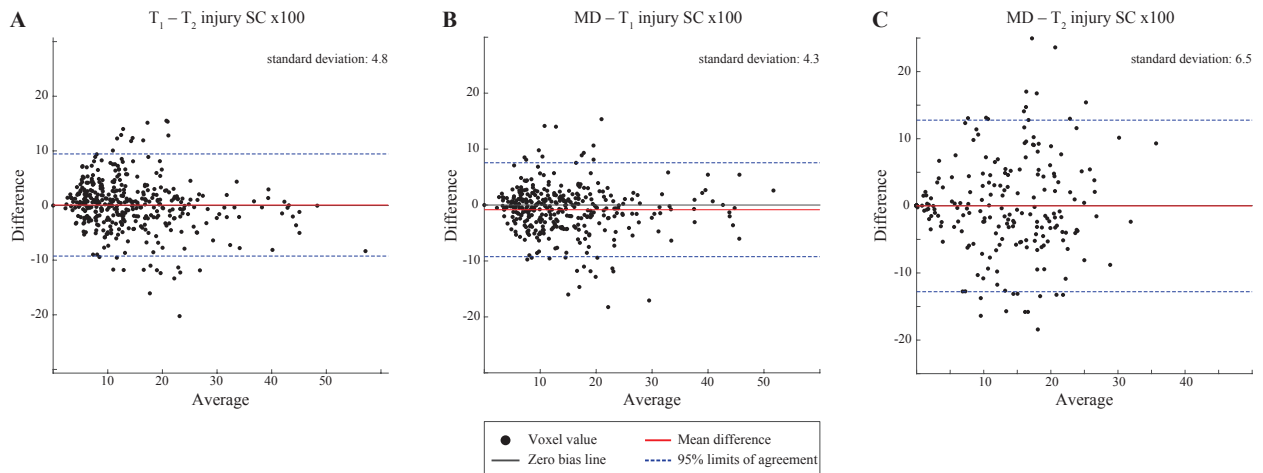 A
T1 – T2 injury SC x100
standard deviation: 4.8
20
10
0
-10
-20
Difference
10 20 30 40 50
Average
B
MD – T1 injury SC x100
standard deviation: 4.3
20
10
0
-10
-20
Difference
10 20 30 40 50
Average
C
MD – T2 injury SC x100
standard deviation: 6.5
20
10
0
-10
-20
Difference
10 20 30 40
Average
Voxel value
Mean difference
Zero bias line
95% limits of agreement